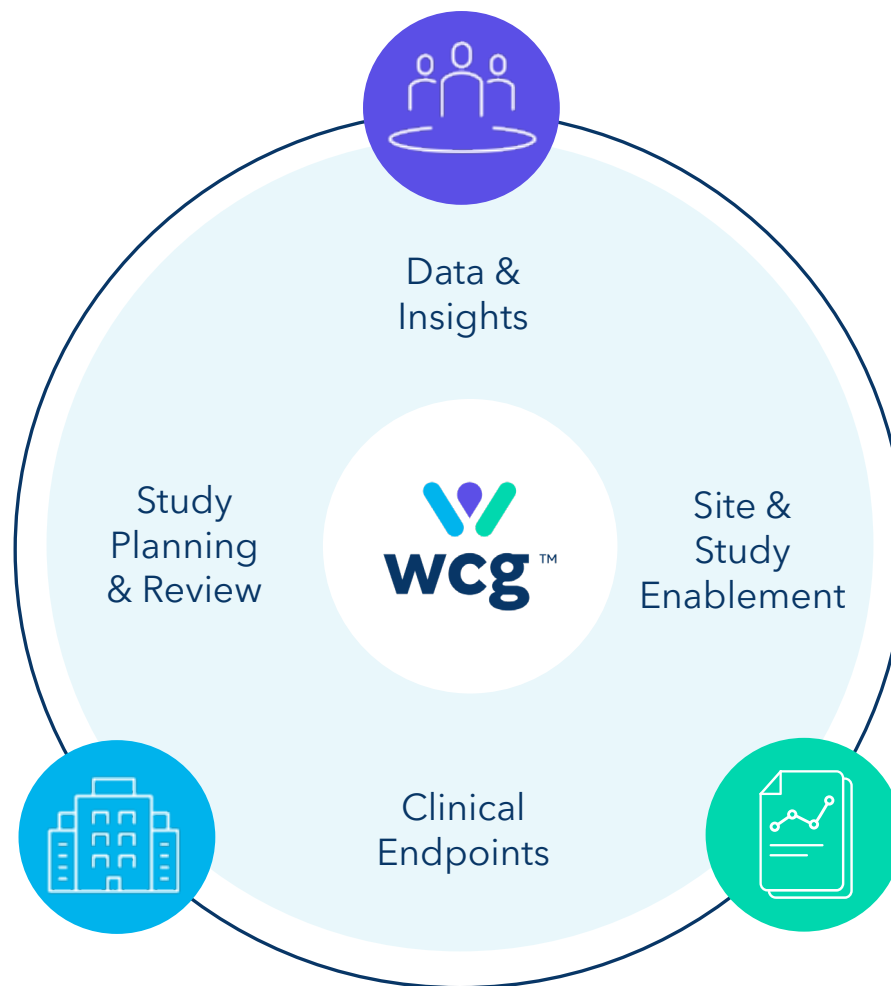 Data &
Insights
Study
Planning
& Review
wcg™
Site &
Study
Enablement
Clinical
Endpoints